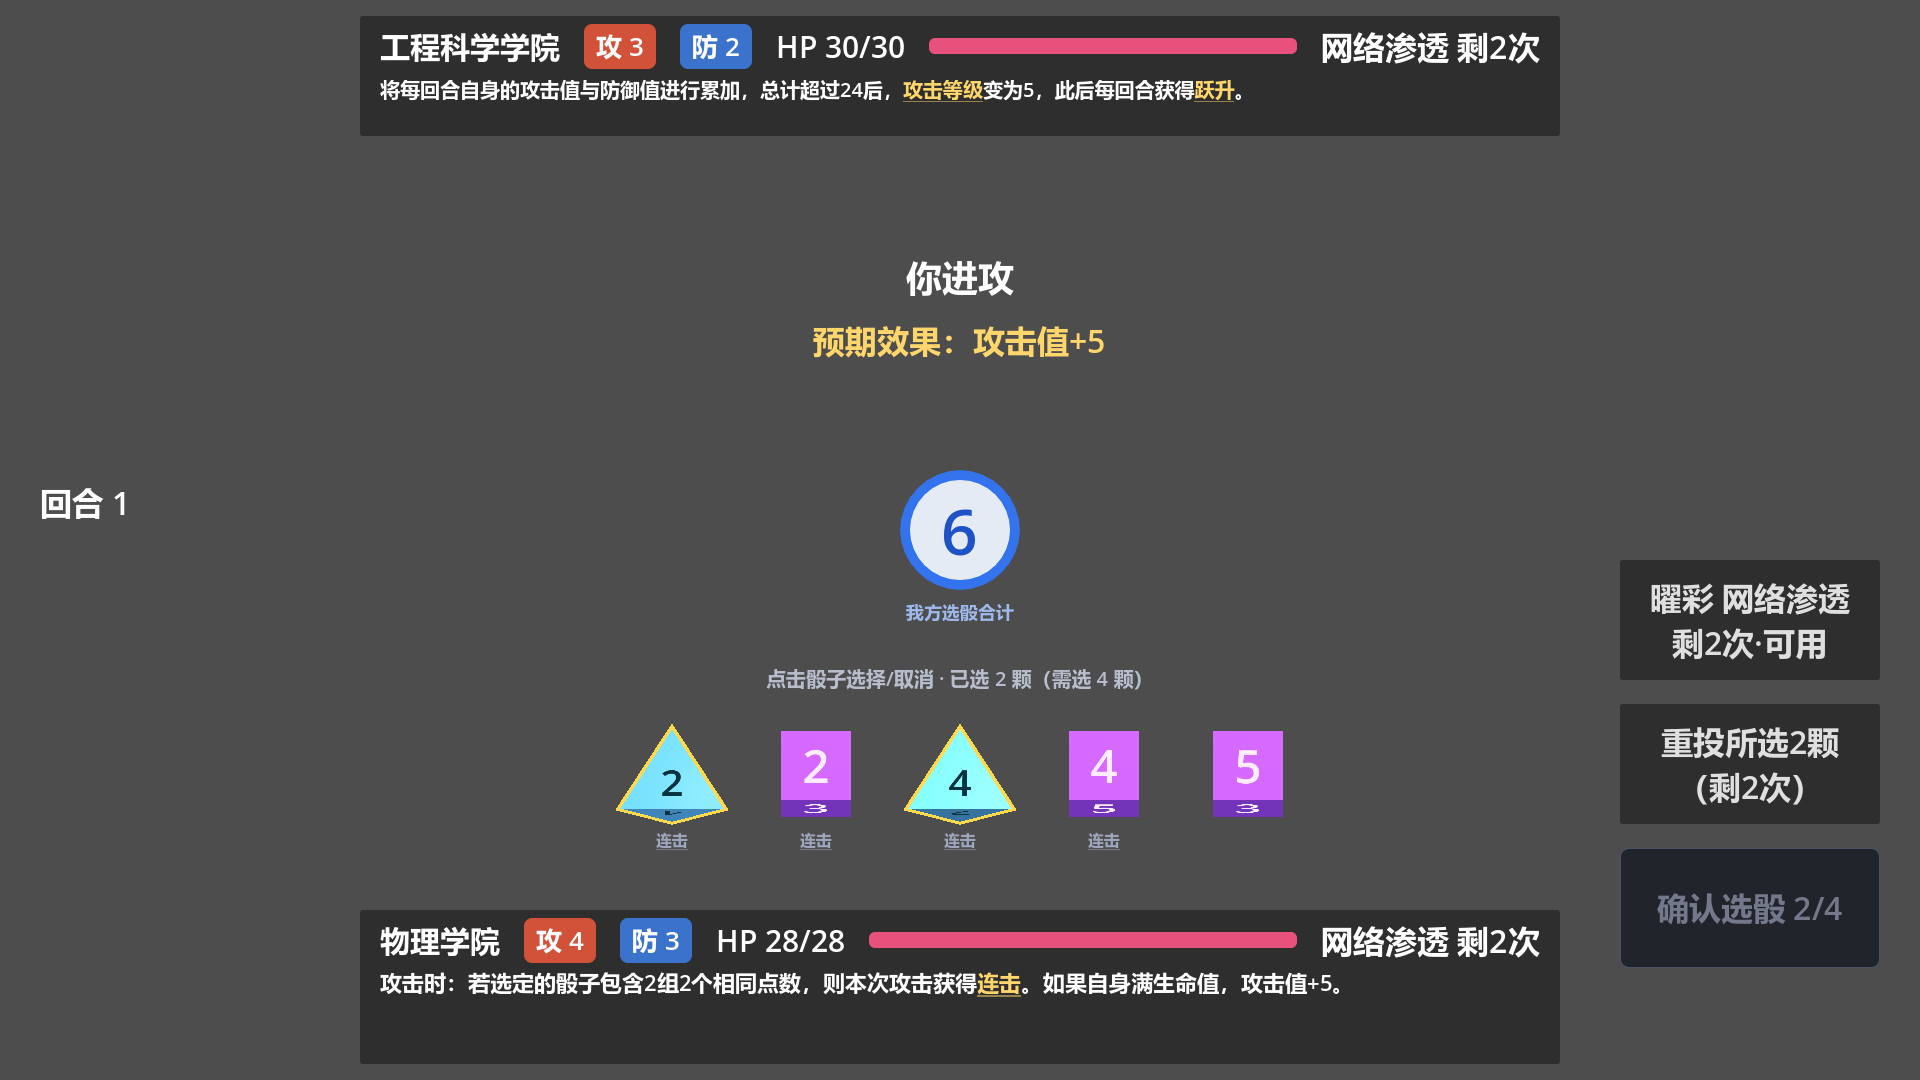 工程科学学院 攻 3 防 2 HP 30/30 网络渗透 剩2次
将每回合自身的攻击值与防御值进行累加，总计超过24后，攻击等级变为5，此后每回合获得跃升。
你进攻
预期效果：攻击值+5
回合 1
6
我方选骰合计
曜彩 网络渗透
剩2次·可用
点击骰子选择/取消 · 已选 2 颗（需选 4 颗）
重投所选2颗
（剩2次）
2 2 4 4 5
3 5 3
连击 连击 连击 连击
确认选骰 2/4
物理学院 攻 4 防 3 HP 28/28 网络渗透 剩2次
攻击时：若选定的骰子包含2组2个相同点数，则本次攻击获得连击。如果自身满生命值，攻击值+5。